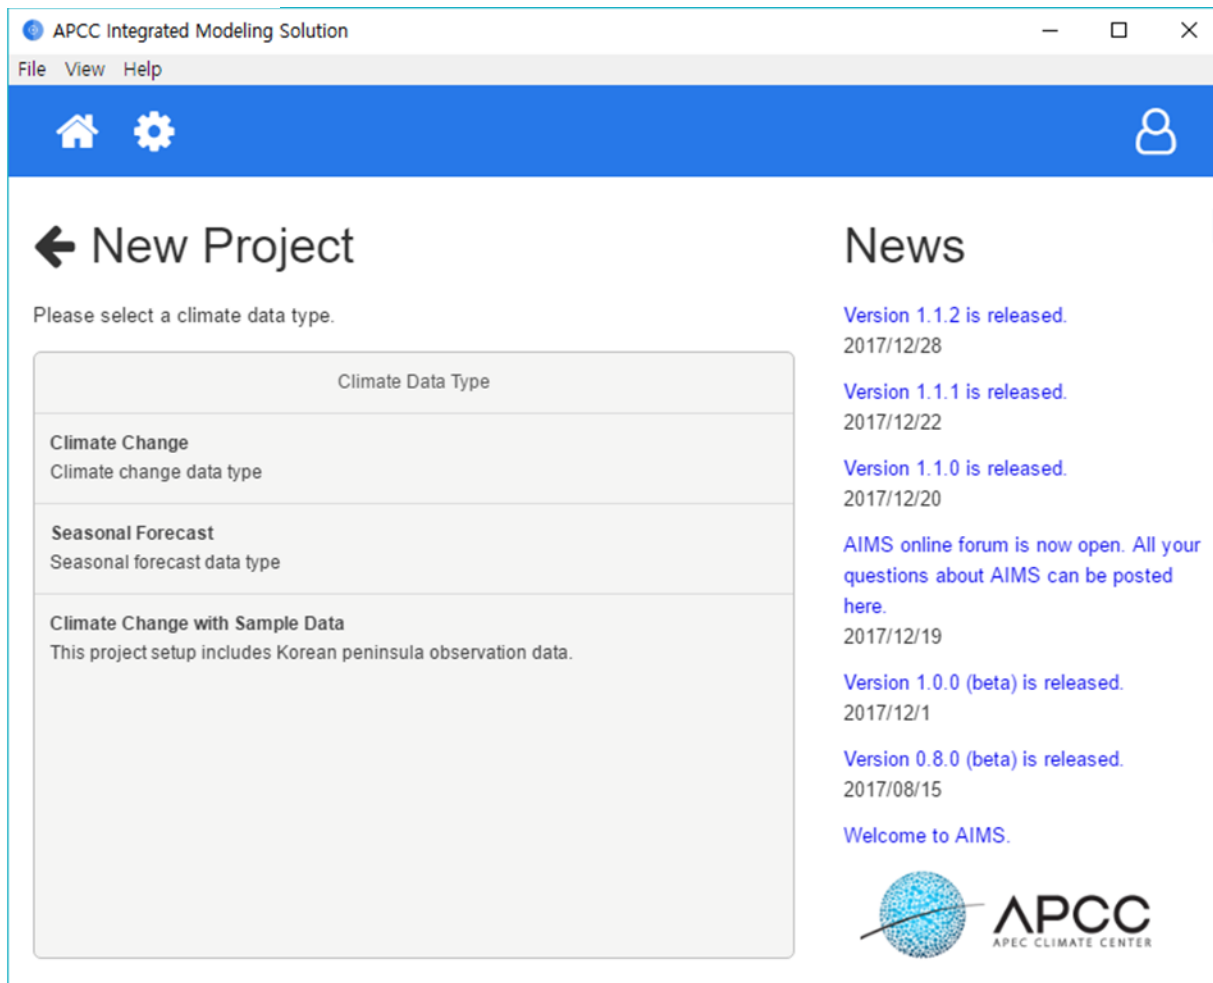 APCC Integrated Modeling Solution
File View Help
New Project
Please select a climate data type.
Climate Data Type
Climate Change
Climate change data type
Seasonal Forecast
Seasonal forecast data type
Climate Change with Sample Data
This project setup includes Korean peninsula observation data.
News
Version 1.1.2 is released.
2017/12/28
Version 1.1.1 is released.
2017/12/22
Version 1.1.0 is released.
2017/12/20
AIMS online forum is now open. All your
questions about AIMS can be posted
here.
2017/12/19
Version 1.0.0 (beta) is released.
2017/12/1
Version 0.8.0 (beta) is released.
2017/08/15
Welcome to AIMS.
APCC
APEC CLIMATE CENTER